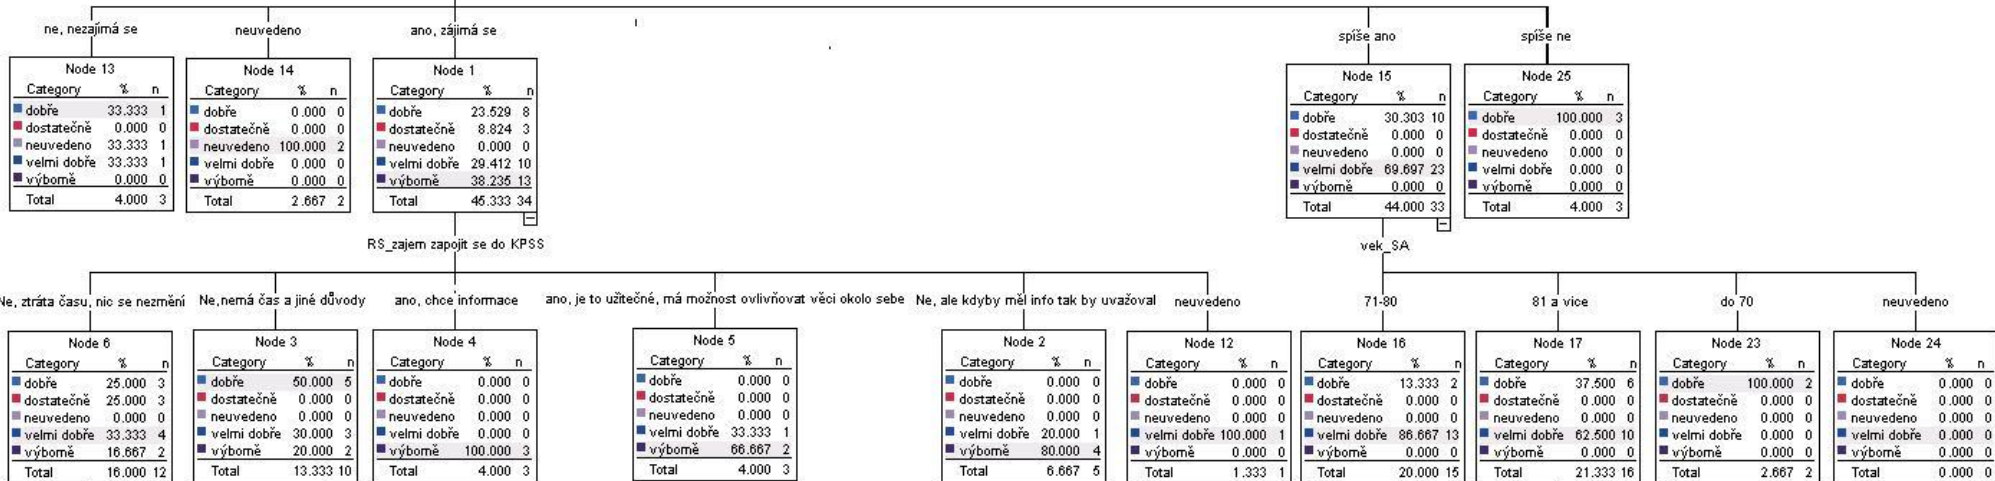 ne, nezajímá se
neuvedeno
ano, zájimá se
spíše ano
spíše ne
Node 13
Category % n
dobře 33.333 1
dostatečně 0.000 0
neuvedeno 33.333 1
velmi dobře 33.333 1
výborně 0.000 0
Total 4.000 3
Node 14
Category % n
dobře 0.000 0
dostatečně 0.000 0
neuvedeno 100.000 2
velmi dobře 0.000 0
výborně 0.000 0
Total 2.667 2
Node 1
Category % n
dobře 23.529 8
dostatečně 8.824 3
neuvedeno 0.000 0
velmi dobře 29.412 10
výborně 38.235 13
Total 45.333 34
Node 15
Category % n
dobře 30.303 10
dostatečně 0.000 0
neuvedeno 0.000 0
velmi dobře 69.697 23
výborně 0.000 0
Total 44.000 33
Node 25
Category % n
dobře 100.000 3
dostatečně 0.000 0
neuvedeno 0.000 0
velmi dobře 0.000 0
výborně 0.000 0
Total 4.000 3
RS_zajem zapojit se do KPSS
vek_SA
Ne, ztráta času, nic se nezmění
Ne,nemá čas a jiné důvody
ano, chce informace
ano, je to užitečné, má možnost ovlivňovat věci okolo sebe
Ne, ale kdyby měl info tak by uvažoval
neuvedeno
71-80
81 a vice
do 70
neuvedeno
Node 6
Category % n
dobře 25.000 3
dostatečně 25.000 3
neuvedeno 0.000 0
velmi dobře 33.333 4
výborně 16.667 2
Total 16.000 12
Node 3
Category % n
dobře 50.000 5
dostatečně 0.000 0
neuvedeno 0.000 0
velmi dobře 30.000 3
výborně 20.000 2
Total 13.333 10
Node 4
Category % n
dobře 0.000 0
dostatečně 0.000 0
neuvedeno 0.000 0
velmi dobře 0.000 0
výborně 100.000 3
Total 4.000 3
Node 5
Category % n
dobře 0.000 0
dostatečně 0.000 0
neuvedeno 0.000 0
velmi dobře 33.333 1
výborně 66.667 2
Total 4.000 3
Node 2
Category % n
dobře 0.000 0
dostatečně 0.000 0
neuvedeno 0.000 0
velmi dobře 20.000 1
výborně 80.000 4
Total 6.667 5
Node 12
Category % n
dobře 0.000 0
dostatečně 0.000 0
neuvedeno 0.000 0
velmi dobře 100.000 1
výborně 0.000 0
Total 1.333 1
Node 16
Category % n
dobře 13.333 2
dostatečně 0.000 0
neuvedeno 0.000 0
velmi dobře 86.667 13
výborně 0.000 0
Total 20.000 15
Node 17
Category % n
dobře 37.500 6
dostatečně 0.000 0
neuvedeno 0.000 0
velmi dobře 62.500 10
výborně 0.000 0
Total 21.333 16
Node 23
Category % n
dobře 100.000 2
dostatečně 0.000 0
neuvedeno 0.000 0
velmi dobře 0.000 0
výborně 0.000 0
Total 2.667 2
Node 24
Category % n
dobře 0.000 0
dostatečně 0.000 0
neuvedeno 0.000 0
velmi dobře 0.000 0
výborně 0.000 0
Total 0.000 0